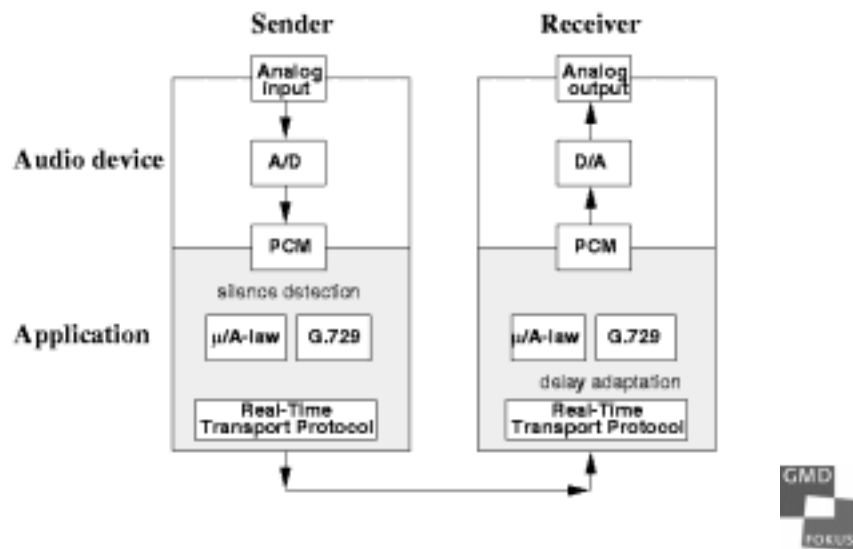 Sender
Receiver
Analog
input
Analog
output
Audio device
A/D
D/A
PCM
PCM
silence detection
Application
μ/A-law
G.729
μ/A-law
G.729
delay adaptation
Real-Time
Transport Protocol
Real-Time
Transport Protocol
GMD
FOKUS